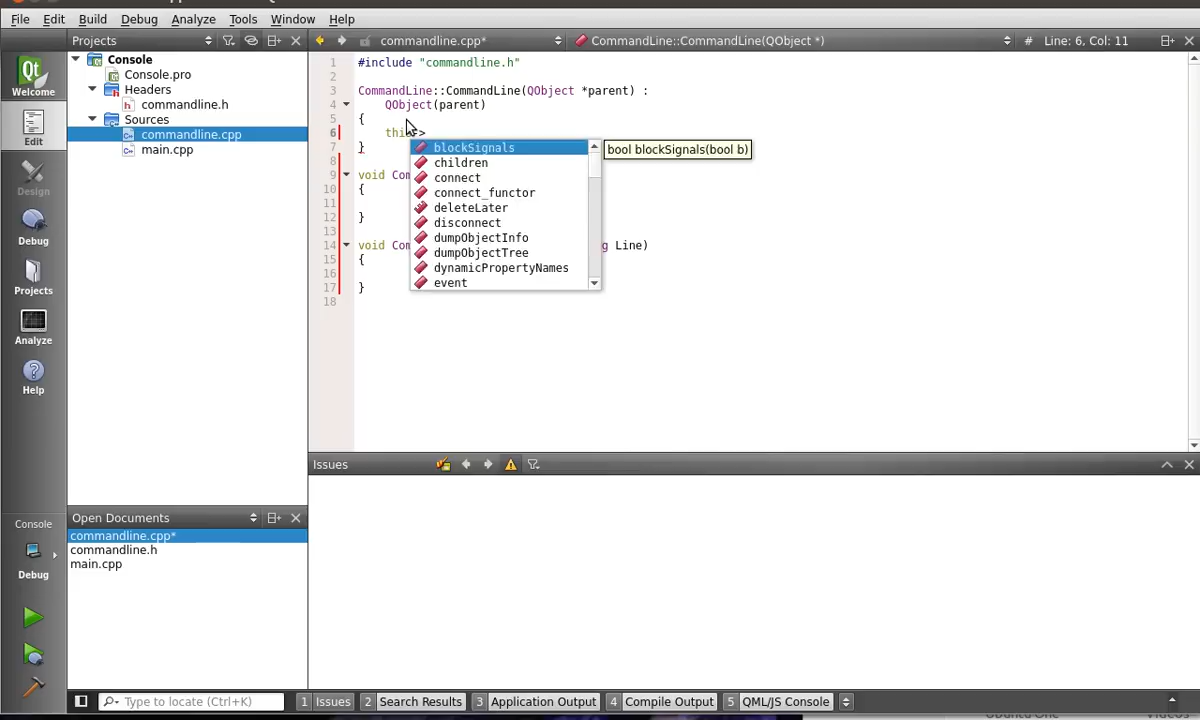 File Edit Build Debug Analyze Tools Window Help
Projects
commandline.cpp*
CommandLine::CommandLine(QObject *)
# Line: 6, Col: 11
Welcome
Edit
Design
Debug
Projects
Analyze
Help
Console
Debug
Console
Console.pro
Headers
commandline.h
Sources
commandline.cpp
main.cpp
Open Documents
commandline.cpp*
commandline.h
main.cpp
1 #include "commandline.h"
2
3 CommandLine::CommandLine(QObject *parent) :
4 QObject(parent)
5 {
6 this->
7 }
8
9 void Com
10 {
11
12 }
13
14 void Com g Line)
15 {
16
17 }
18
blockSignals
children
connect
connect_functor
deleteLater
disconnect
dumpObjectInfo
dumpObjectTree
dynamicPropertyNames
event
bool blockSignals(bool b)
Issues
Type to locate (Ctrl+K)
1 Issues 2 Search Results 3 Application Output 4 Compile Output 5 QML/JS Console